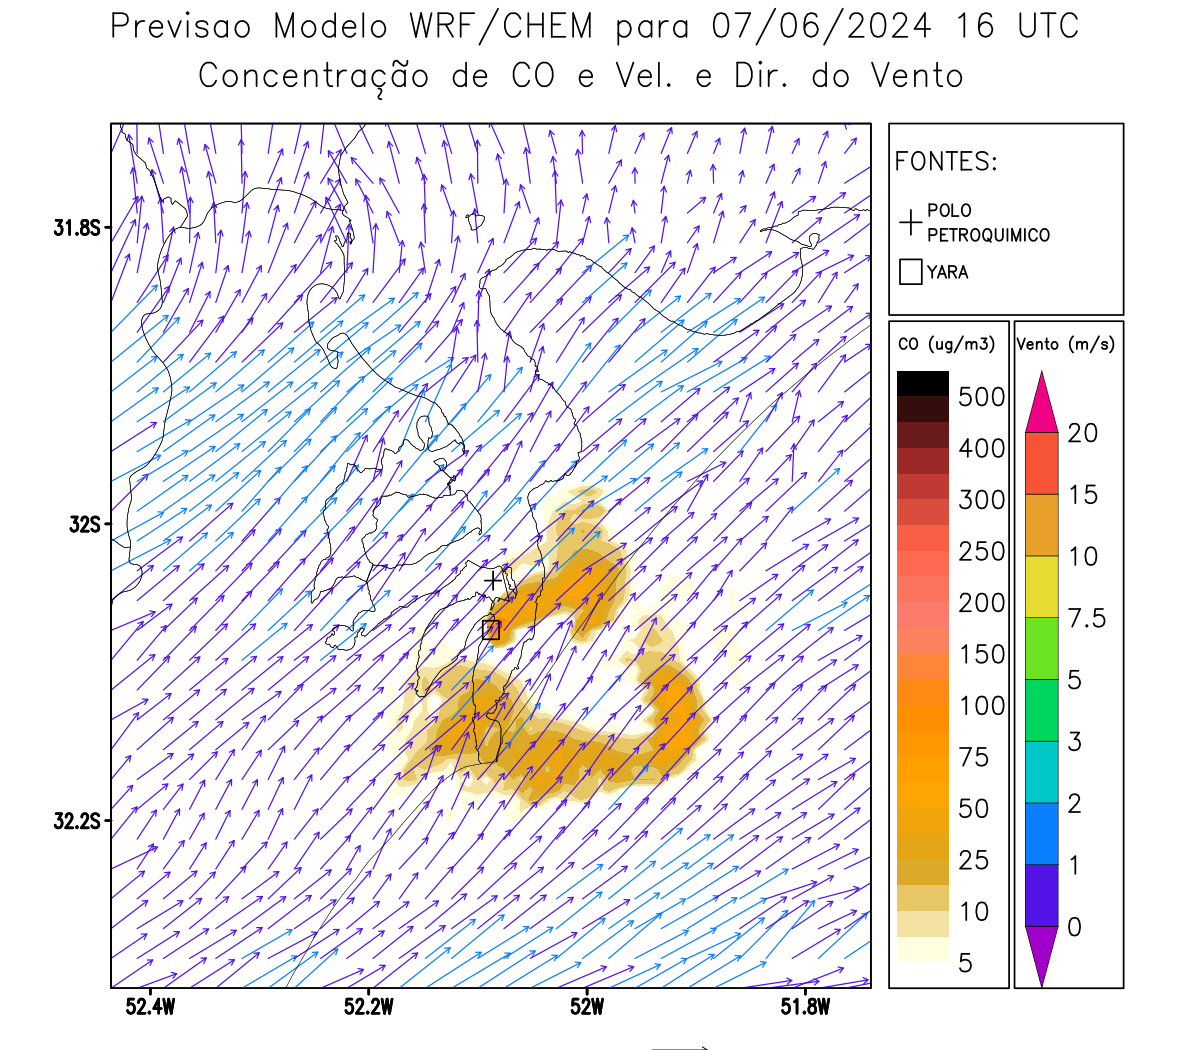 Previsao Modelo WRF/CHEM para 07/06/2024 16 UTC
Concentração de CO e Vel. e Dir. do Vento
FONTES:
POLO
PETROQUIMICO
YARA
CO (ug/m3)
500
400
300
250
200
150
100
75
50
25
10
5
Vento (m/s)
20
15
10
7.5
5
3
2
1
0
31.8S
32S
32.2S
52.4W
52.2W
52W
51.8W